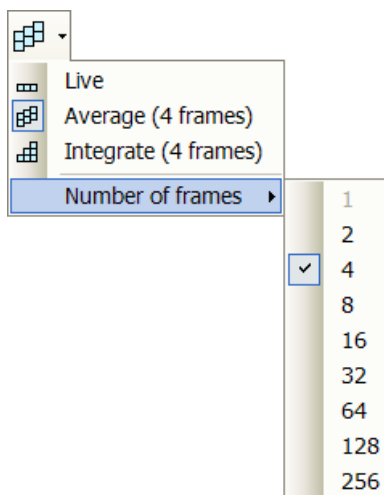 Live
Average (4 frames)
Integrate (4 frames)
Number of frames
1
2
4
8
16
32
64
128
256